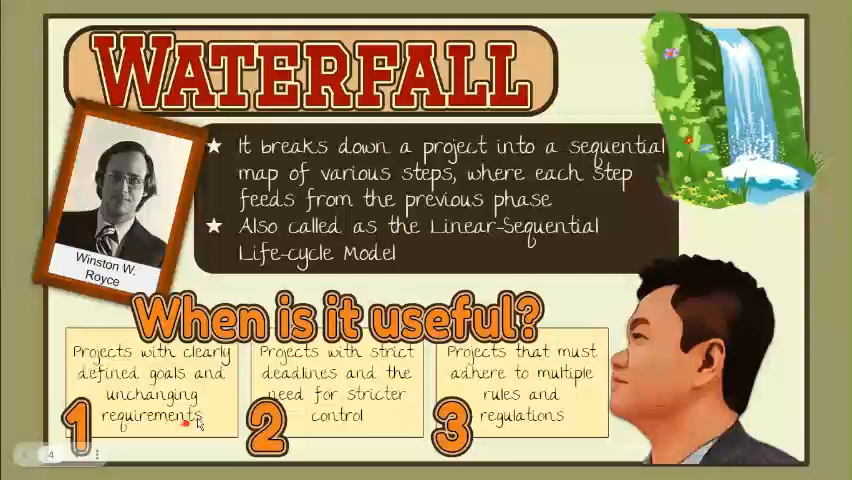 WATERFALL
★ It breaks down a project into a sequential
map of various steps, where each step
feeds from the previous phase
★ Also called as the Linear-Sequential
Life-cycle Model
Winston W.
Royce
When is it useful?
Projects with clearly
defined goals and
unchanging
requirements
1
Projects with strict
deadlines and the
need for stricter
control
2
Projects that must
adhere to multiple
rules and
regulations
3
4